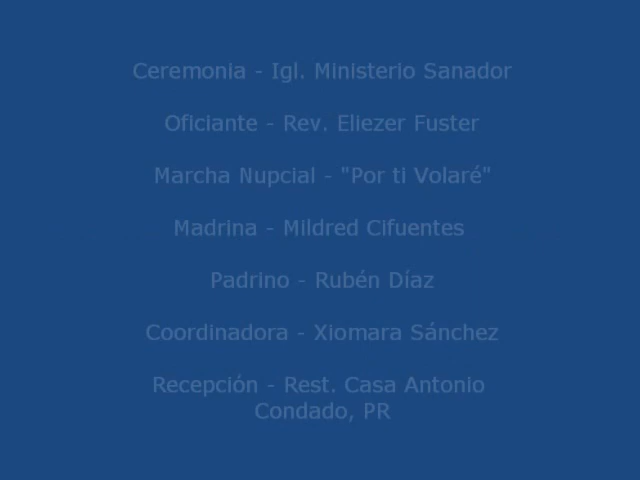 Ceremonia - Igl. Ministerio Sanador
Oficiante - Rev. Eliezer Fuster
Marcha Nupcial - "Por ti Volaré"
Madrina - Mildred Cifuentes
Padrino - Rubén Díaz
Coordinadora - Xiomara Sánchez
Recepción - Rest. Casa Antonio
Condado, PR